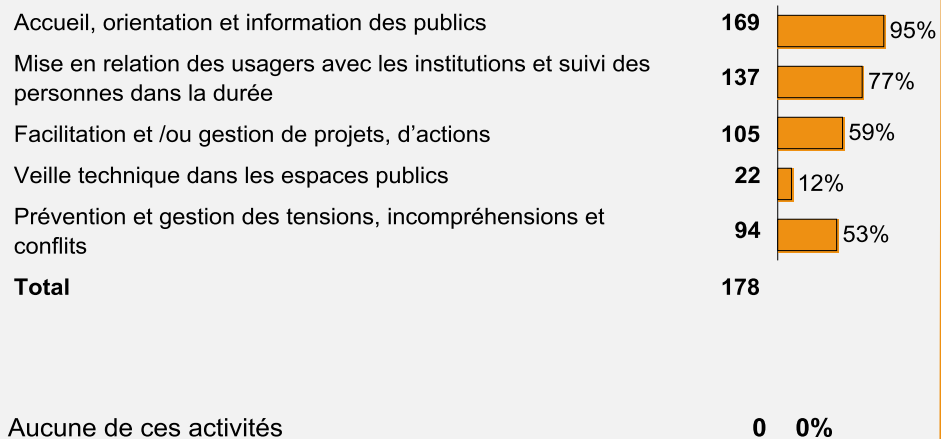 Accueil, orientation et information des publics 169 95%
Mise en relation des usagers avec les institutions et suivi des
personnes dans la durée 137 77%
Facilitation et /ou gestion de projets, d’actions 105 59%
Veille technique dans les espaces publics 22 12%
Prévention et gestion des tensions, incompréhensions et
conflits 94 53%
Total 178
Aucune de ces activités 0 0%